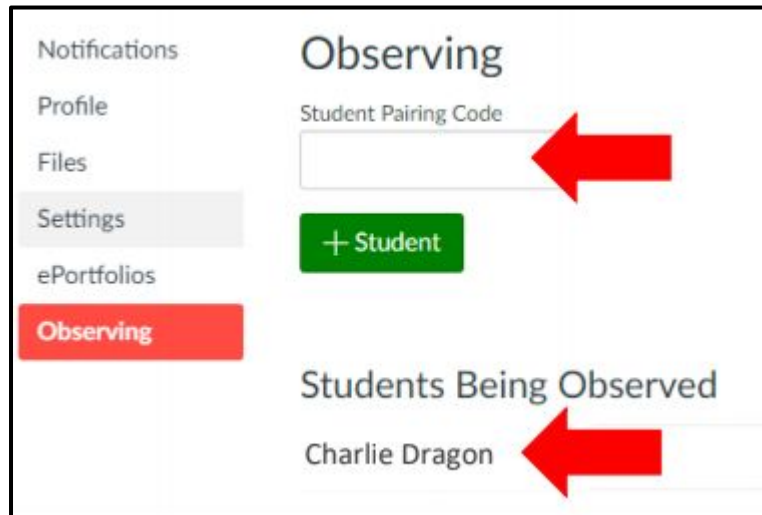 Notifications
Profile
Files
Settings
ePortfolios
Observing
Observing
Student Pairing Code
+ Student
Students Being Observed
Charlie Dragon